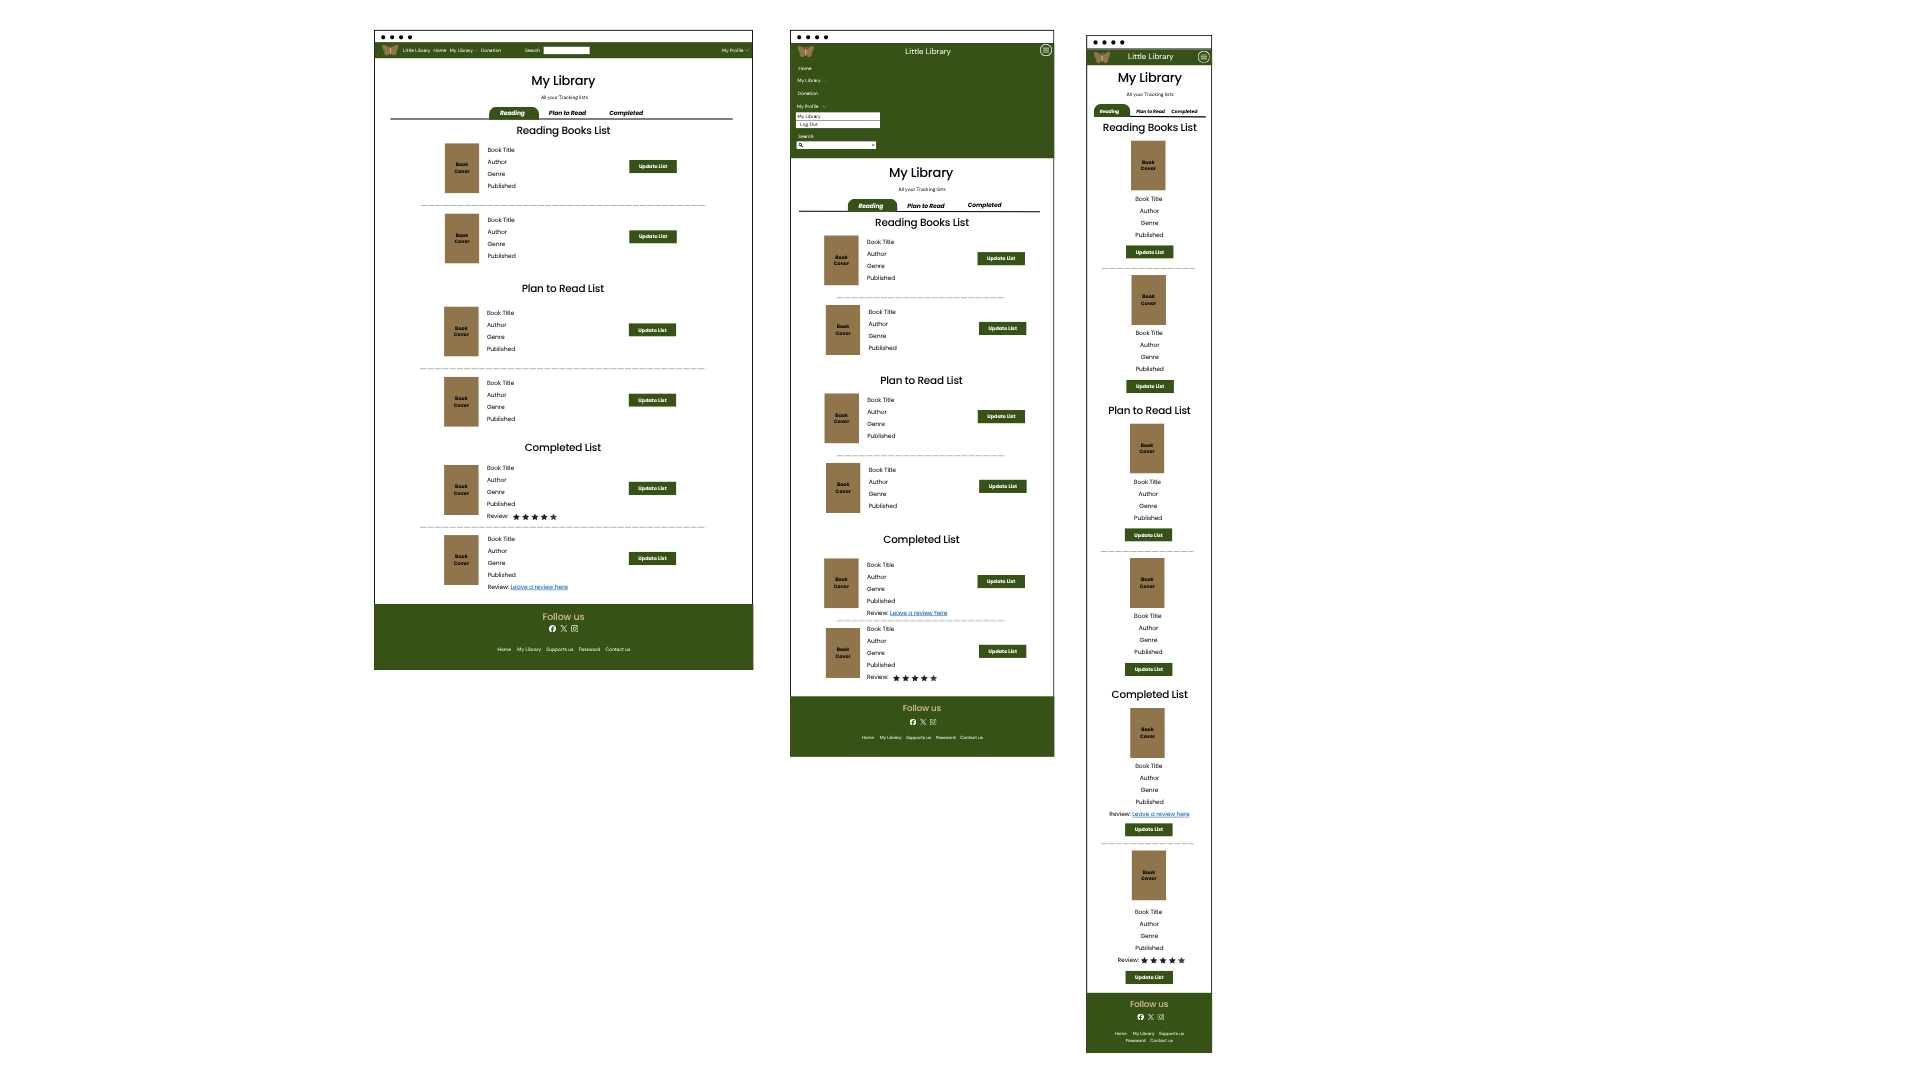 Little Library Home My Library Donation Search My Profile
My Library
All your Tracking lists
Reading Plan to Read Completed
Reading Books List
Book Cover
Book Title
Author
Genre
Published
Update List
Book Cover
Book Title
Author
Genre
Published
Update List
Plan to Read List
Book Cover
Book Title
Author
Genre
Published
Update List
Book Cover
Book Title
Author
Genre
Published
Update List
Completed List
Book Cover
Book Title
Author
Genre
Published
Review:
Update List
Book Cover
Book Title
Author
Genre
Published
Review: Leave a review here
Update List
Follow us
Home My Library Supports us Password Contact us
Little Library
Home
My Library
Donation
My Profile
My Library
Log Out
Search
My Library
All your Tracking lists
Reading Plan to Read Completed
Reading Books List
Book Cover
Book Title
Author
Genre
Published
Update List
Book Cover
Book Title
Author
Genre
Published
Update List
Plan to Read List
Book Cover
Book Title
Author
Genre
Published
Update List
Book Cover
Book Title
Author
Genre
Published
Update List
Completed List
Book Cover
Book Title
Author
Genre
Published
Review: Leave a review here
Update List
Book Cover
Book Title
Author
Genre
Published
Review:
Update List
Follow us
Home My Library Supports us Password Contact us
Little Library
My Library
All your Tracking lists
Reading Plan to Read Completed
Reading Books List
Book Cover
Book Title
Author
Genre
Published
Update List
Book Cover
Book Title
Author
Genre
Published
Update List
Plan to Read List
Book Cover
Book Title
Author
Genre
Published
Update List
Book Cover
Book Title
Author
Genre
Published
Update List
Completed List
Book Cover
Book Title
Author
Genre
Published
Review: Leave a review here
Update List
Book Cover
Book Title
Author
Genre
Published
Review:
Update List
Follow us
Home My Library Supports us
Password Contact us